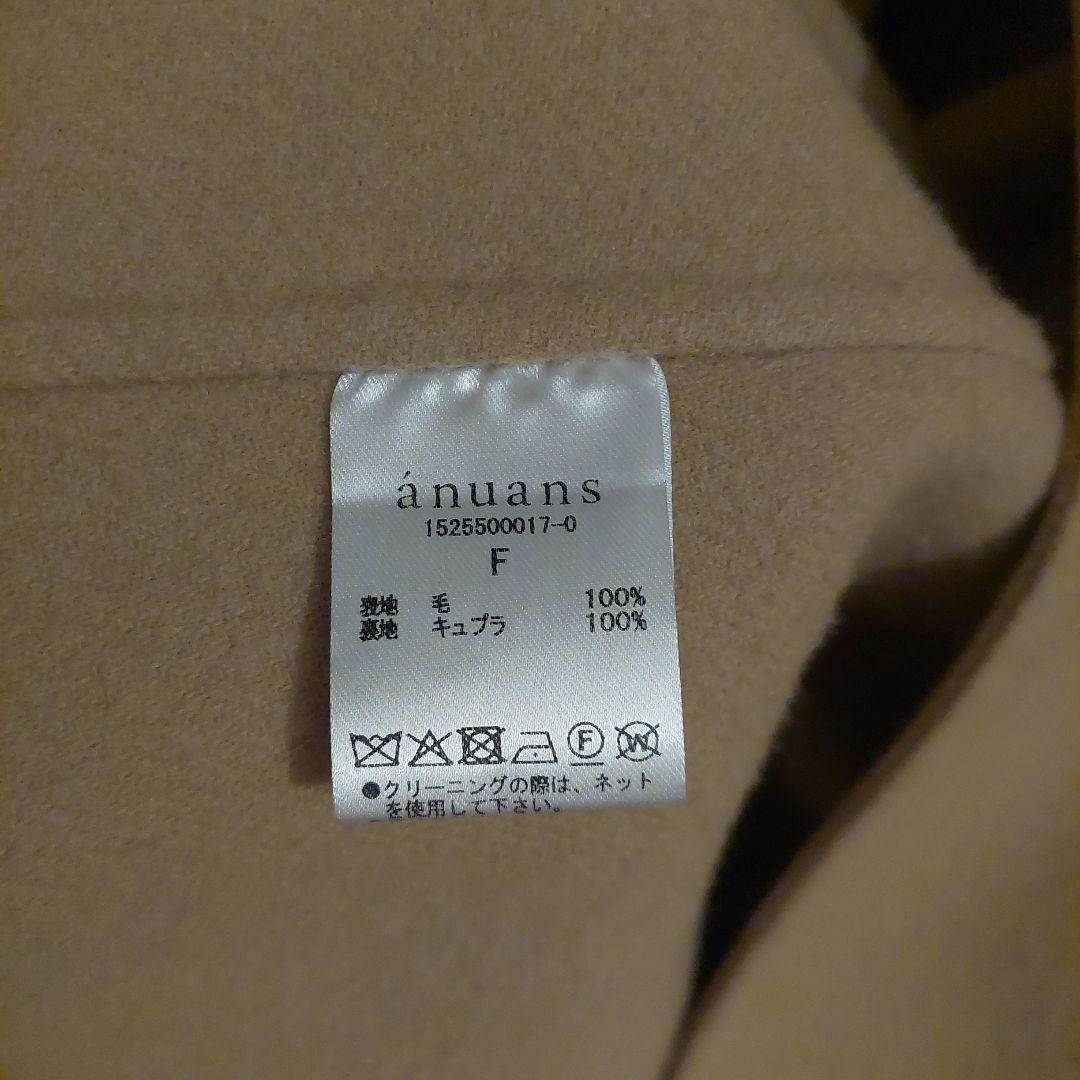 ánuans
1525500017--0
F
表地 毛 100%
裏地 キュプラ 100%
F W
●クリーニングの際は、ネット
を使用して下さい。